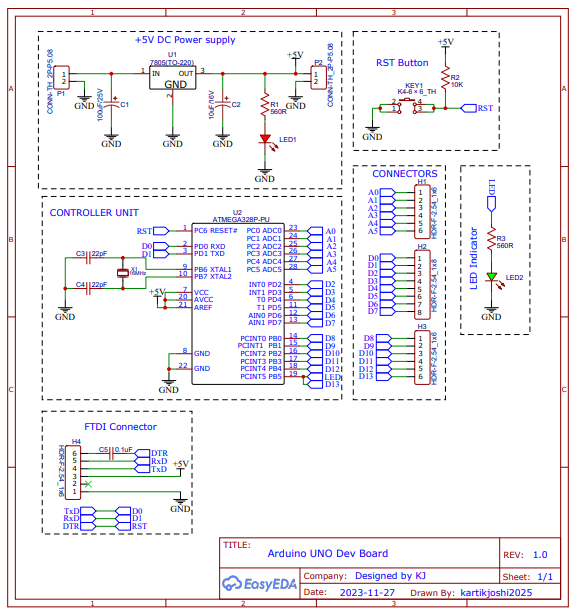 1 2 3
A
B
C
+5V DC Power supply
U1
7805(TO-220)
1 IN OUT 3
GND
2
CONN-TH_2P-P5.08
1
2
P1
GND
100uF/25V
C1
GND
GND
10uF/16V
C2
GND
R1
560R
LED1
GND
+5V
P2
1
2
CONN-TH_2P-P5.08
GND
RST Button
+5V
R2
10K
KEY1
K4-6×6_TH
2 4
1 3
RST
GND
CONTROLLER UNIT
U2
ATMEGA328P-PU
RST 1 PC6 RESET#
D0 2 PD0 RXD
D1 3 PD1 TXD
9 PB6 XTAL1
10 PB7 XTAL2
7 VCC
20 AVCC
21 AREF
8 GND
22 GND
C3 22pF
X1
16MHz
C4 22pF
GND
+5V
GND
PC0 ADC0 23 A0
PC1 ADC1 24 A1
PC2 ADC2 25 A2
PC3 ADC3 26 A3
PC4 ADC4 27 A4
PC5 ADC5 28 A5
INT0 PD2 4 D2
INT1 PD3 5 D3
T0 PD4 6 D4
T1 PD5 11 D5
AIN0 PD6 12 D6
AIN1 PD7 13 D7
PCINT0 PB0 14 D8
PCINT1 PB1 15 D9
PCINT2 PB2 16 D10
PCINT3 PB3 17 D11
PCINT4 PB4 18 D12
PCINT5 PB5 19 LED
D13
CONNECTORS
H1
A0 1
A1 2
A2 3
A3 4
A4 5
A5 6
HDR-F-2.54_1x6
H2
D0 1
D1 2
D2 3
D3 4
D4 5
D5 6
D6 7
D7 8
HDR-F-2.54_1x8
H3
D8 1
D9 2
D10 3
D11 4
D12 5
D13 6
HDR-F-2.54_1x6
LED Indicator
LED
R3
560R
LED2
GND
FTDI Connector
H4
HDR-F-2.54_1x6
6
5
4
3
2
1
C5 0.1uF
DTR
RxD
TxD
+5V
GND
TxD D0
RxD D1
DTR RST
TITLE:
Arduino UNO Dev Board
REV: 1.0
EasyEDA
Company: Designed by KJ
Sheet: 1/1
Date: 2023-11-27 Drawn By: kartikjoshi2025
A
B
C
1 2 3